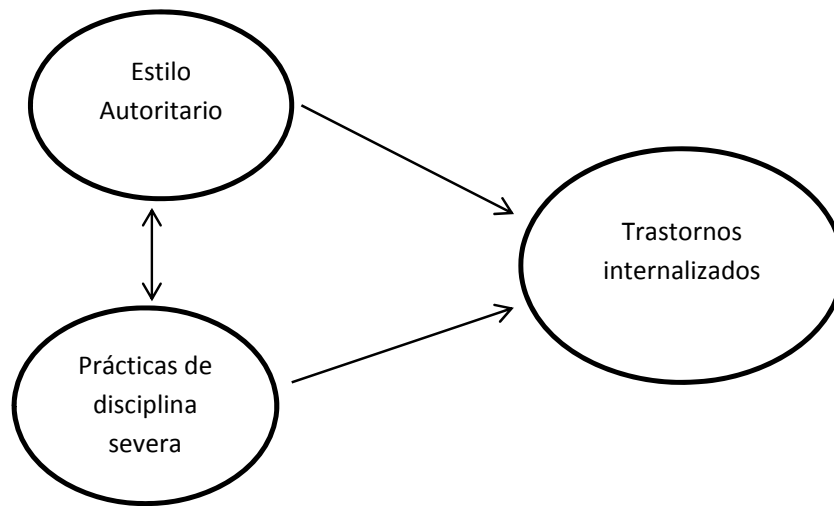 Estilo
Autoritario
Trastornos
internalizados
Prácticas de
disciplina
severa